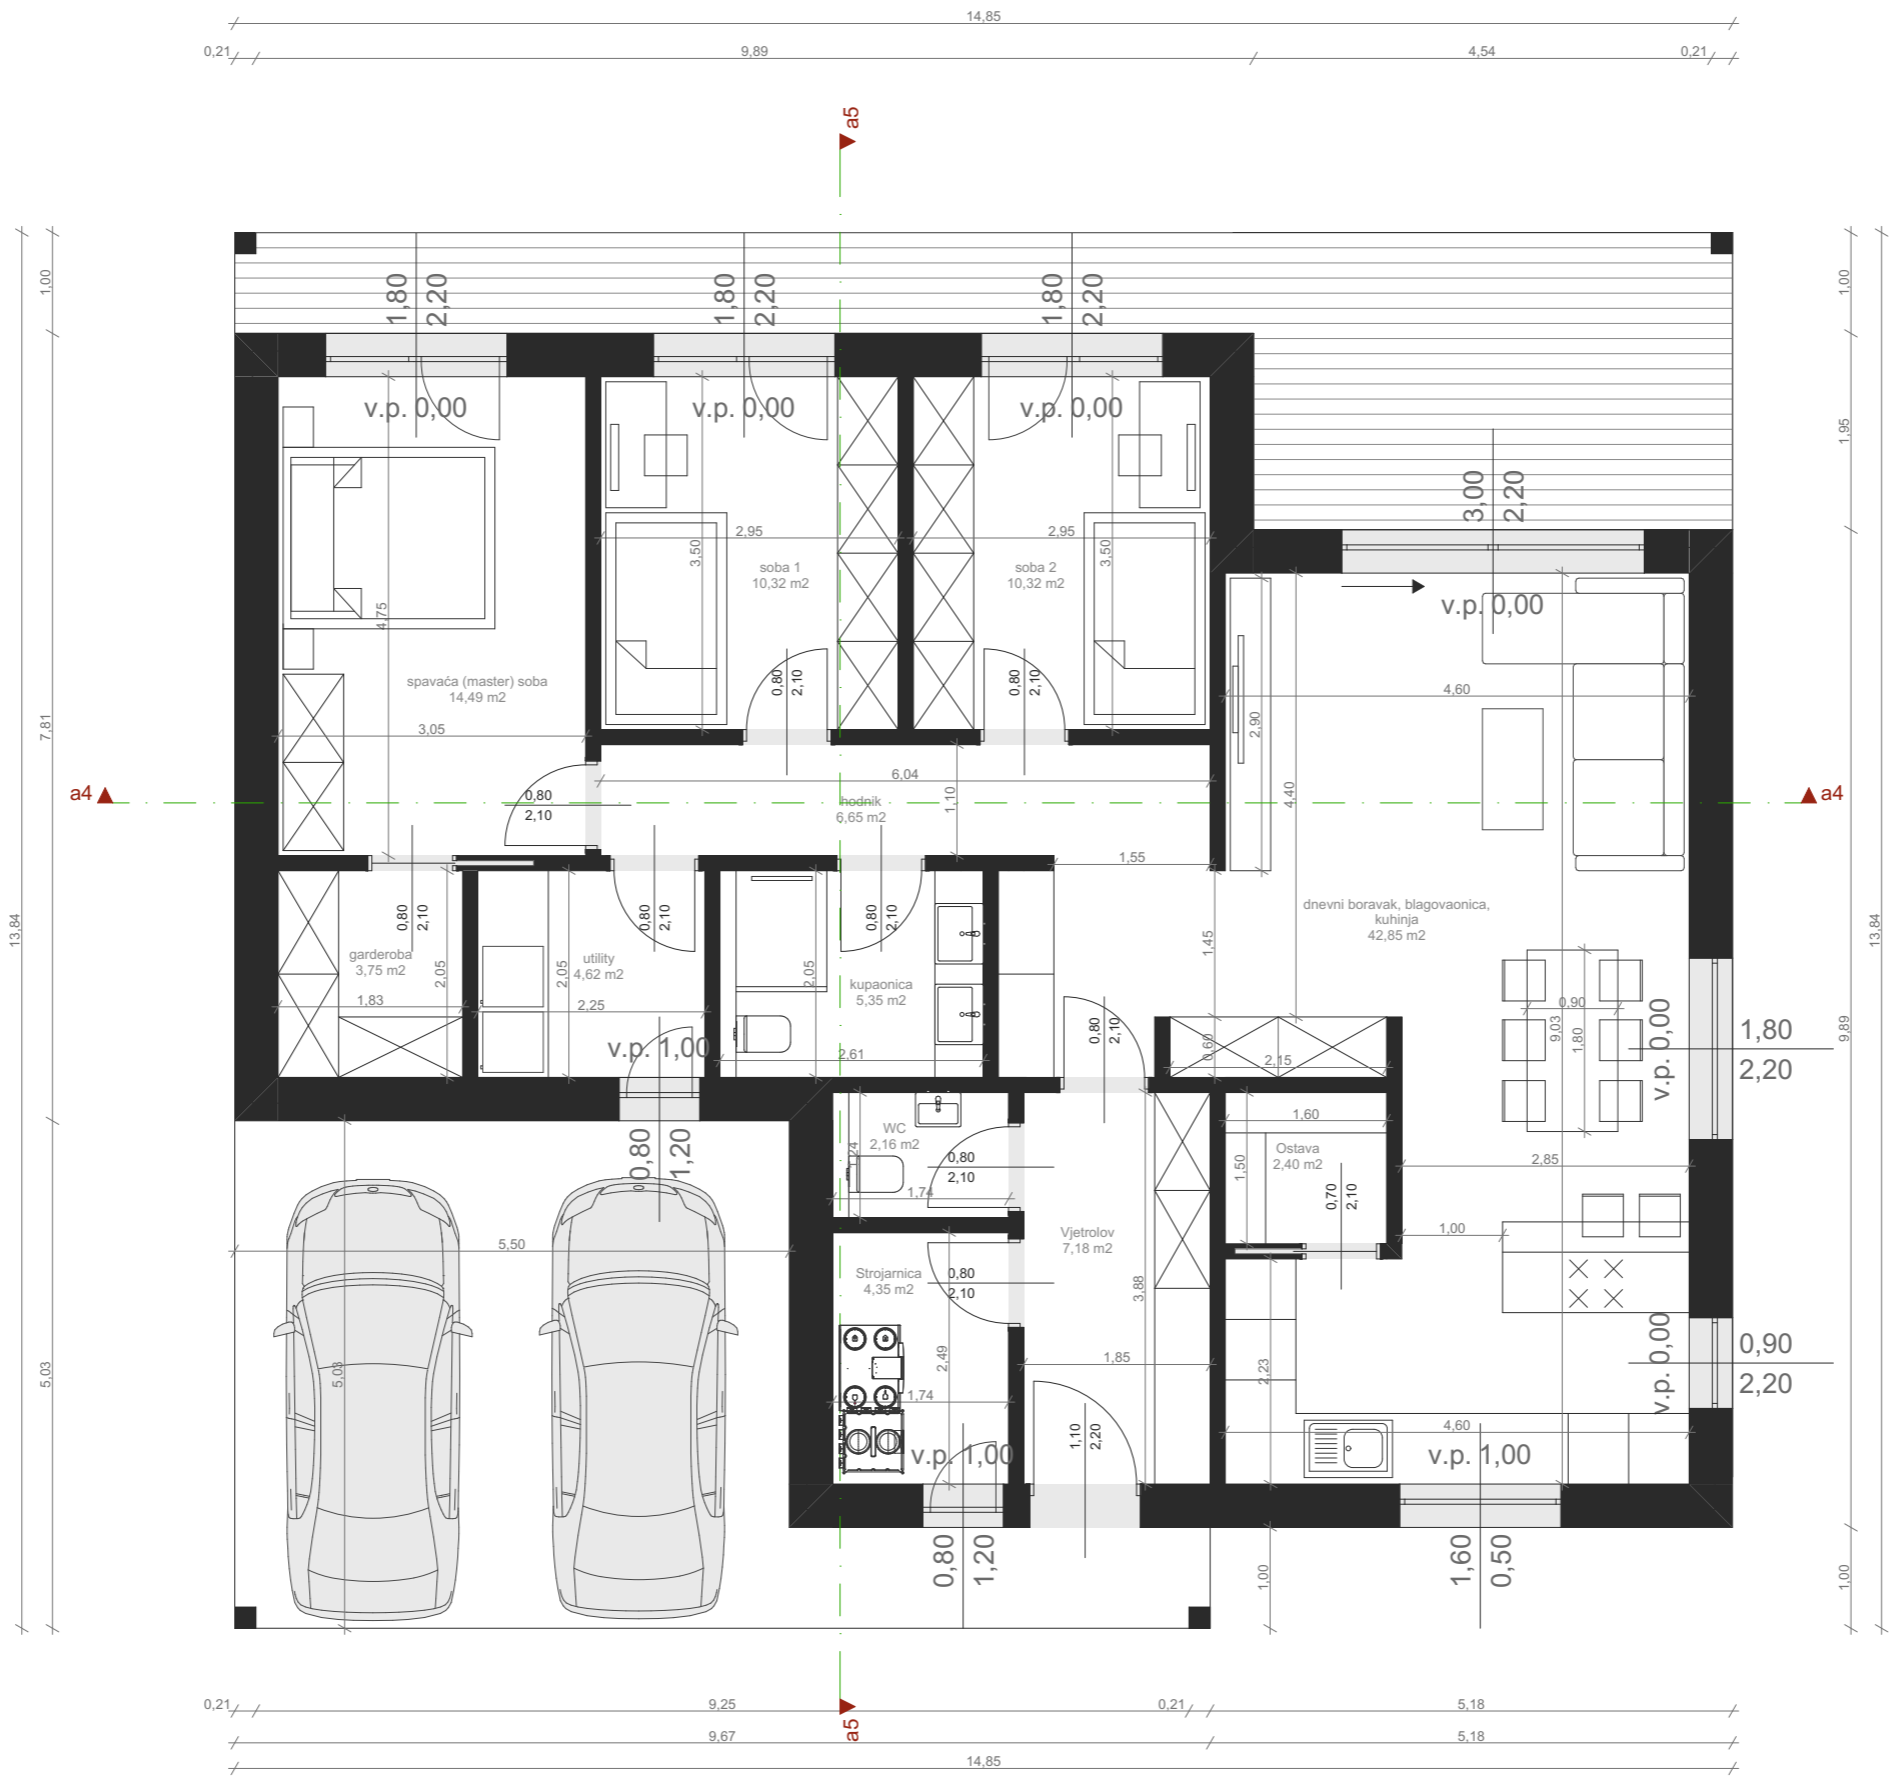 14,85
0,21
9,89
4,54
0,21
a5
1,00
1,80
2,20
1,80
2,20
1,80
2,20
1,00
v.p. 0,00
v.p. 0,00
v.p. 0,00
1,95
3,00
2,20
2,95
2,95
3,50
3,50
soba 1
10,32 m2
soba 2
10,32 m2
v.p. 0,00
4,75
spavaća (master) soba
14,49 m2
0,80
2,10
0,80
2,10
4,60
3,05
2,90
7,81
6,04
a4
0,80
2,10
hodnik
6,65 m2
1,10
4,40
a4
1,55
13,84
0,80
2,10
0,80
2,10
0,80
2,10
dnevni boravak, blagovaonica,
kuhinja
42,85 m2
13,84
garderoba
3,75 m2
2,05
utility
4,62 m2
2,05
2,05
kupaonica
5,35 m2
1,45
1,83
2,25
0,90
9,03
1,80
v.p. 0,00
1,80
2,20
9,89
v.p. 1,00
2,61
0,80
2,10
0,60
2,15
0,80
1,20
WC
2,16 m2
24
0,80
2,10
1,74
1,60
Ostava
2,40 m2
1,50
0,70
2,10
2,85
1,00
5,50
Vjetrolov
7,18 m2
Strojarnica
4,35 m2
0,80
2,10
3,88
5,03
5,03
2,49
1,85
2,23
v.p. 0,00
0,90
2,20
1,74
v.p. 1,00
1,10
2,20
4,60
v.p. 1,00
0,80
1,20
1,60
0,50
1,00
1,00
0,21
9,25
0,21
5,18
a5
9,67
5,18
14,85